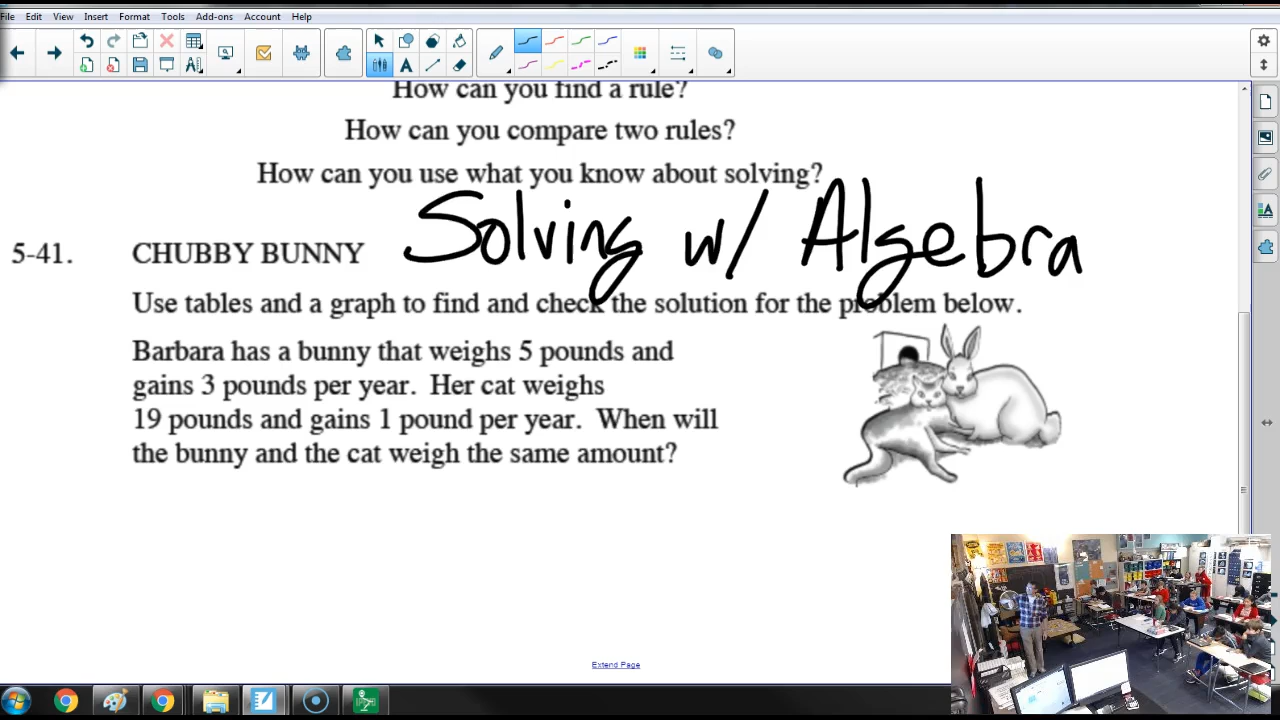 File Edit View Insert Format Tools Add-ons Account Help
How can you find a rule?
How can you compare two rules?
How can you use what you know about solving?
Solving w/ Algebra
5-41. CHUBBY BUNNY
Use tables and a graph to find and check the solution for the problem below.
Barbara has a bunny that weighs 5 pounds and
gains 3 pounds per year. Her cat weighs
19 pounds and gains 1 pound per year. When will
the bunny and the cat weigh the same amount?
Extend Page